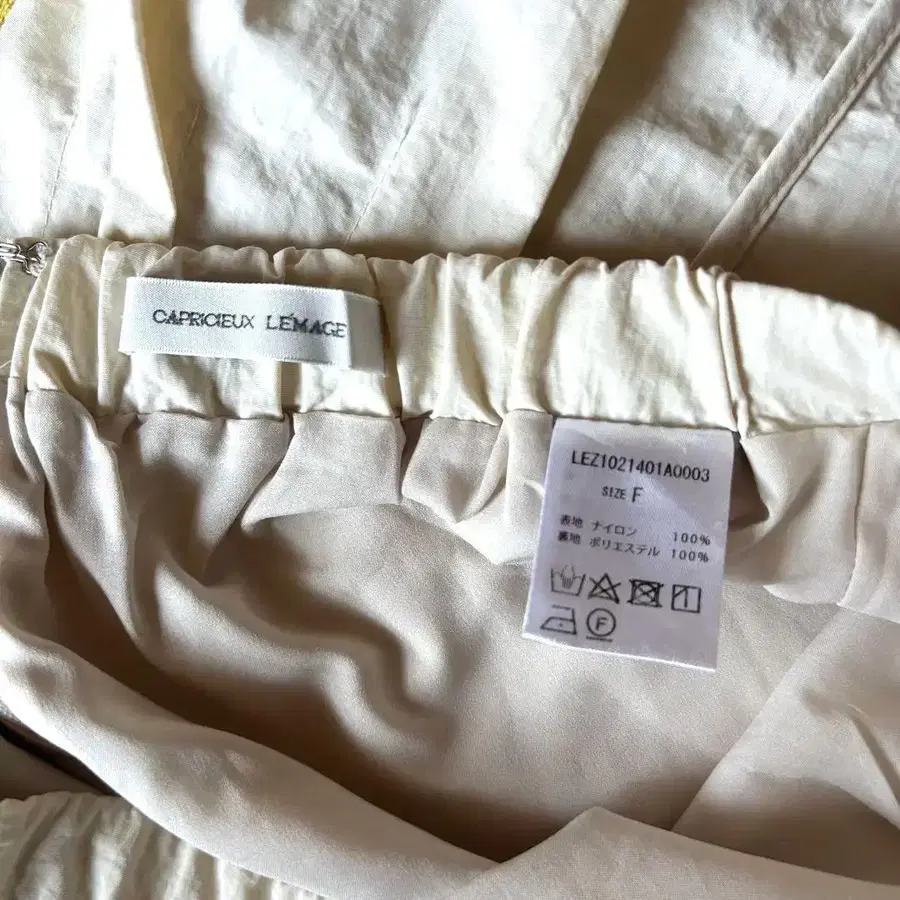 CAPRICIEUX LE'MAGE
LEZ1021401A0003
SIZE F
表地 ナイロン 100%
裏地 ポリエステル 100%
F